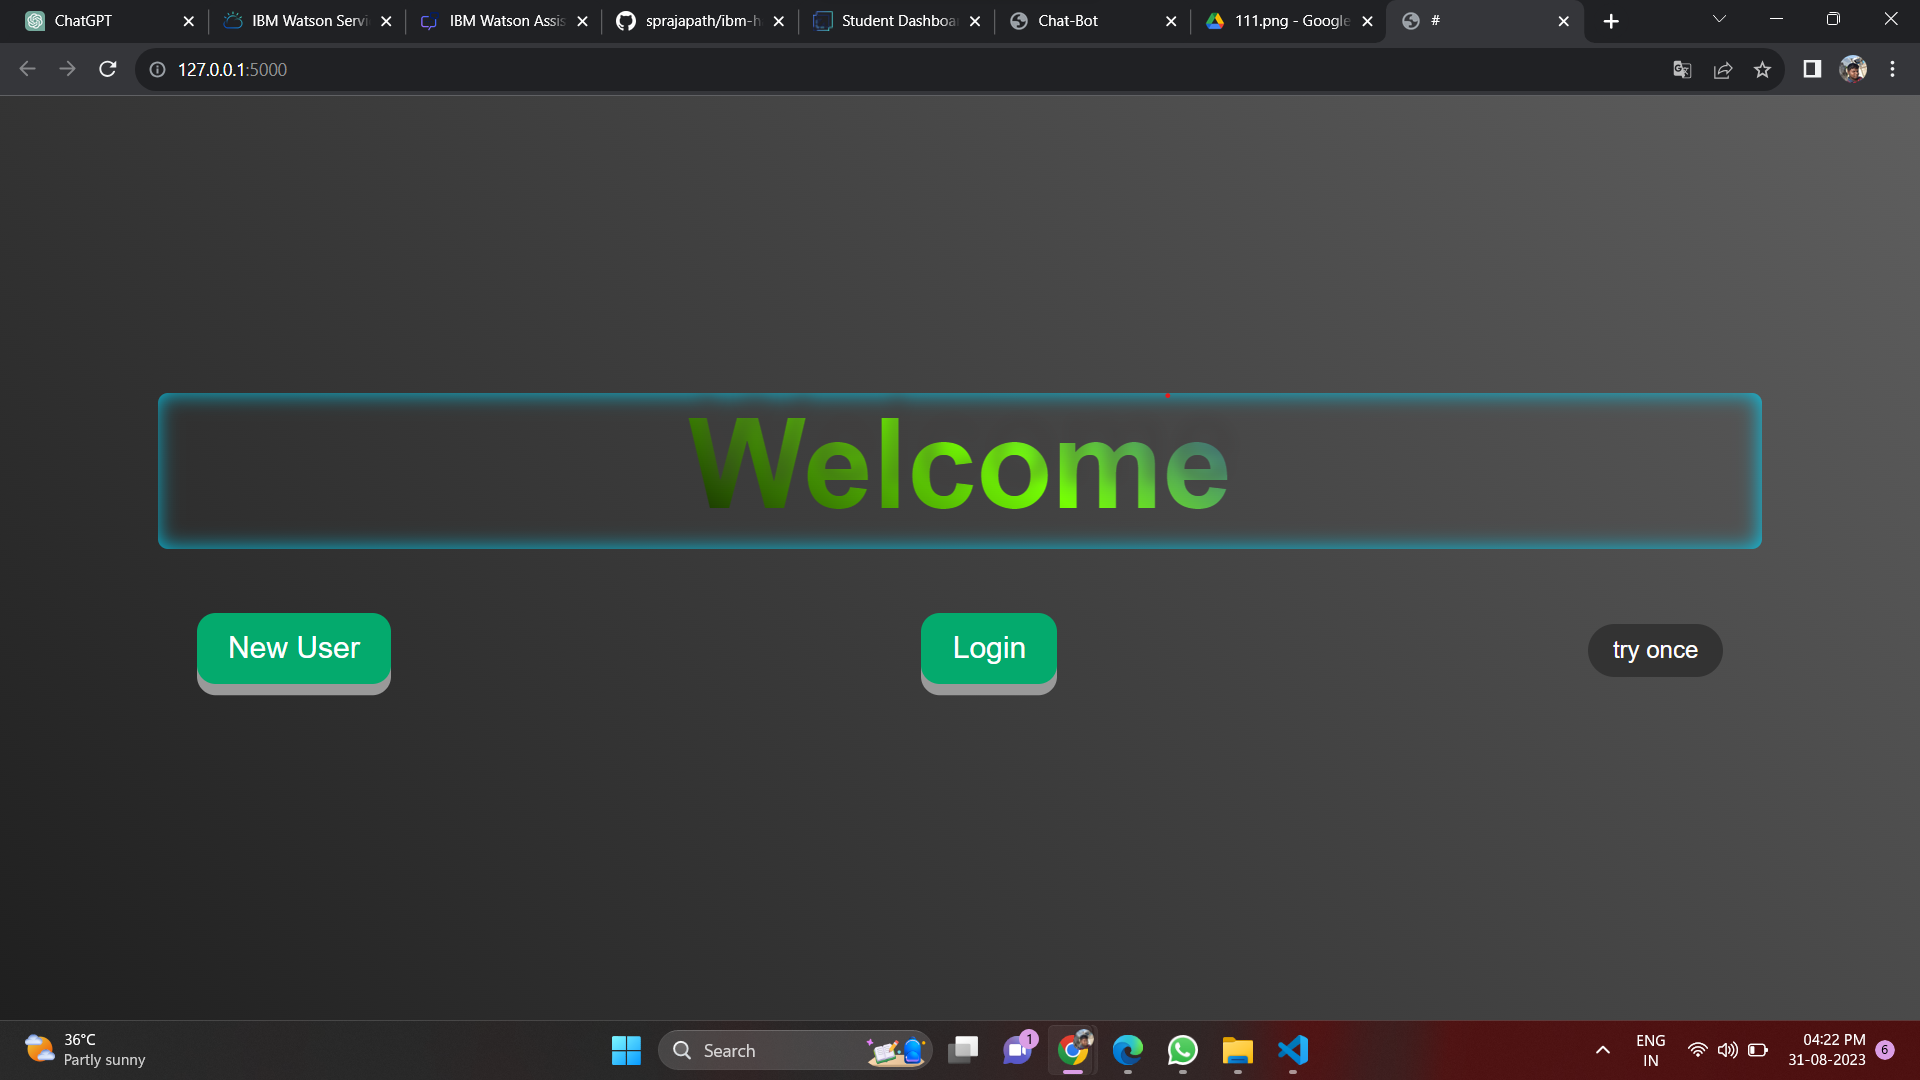 ChatGPT
IBM Watson Servi
IBM Watson Assis
sprajapath/ibm-h
Student Dashboar
Chat-Bot
111.png - Google
#
127.0.0.1:5000
Welcome
New User
Login
try once
36°C
Partly sunny
Search
1
ENG
IN
04:22 PM
31-08-2023
6